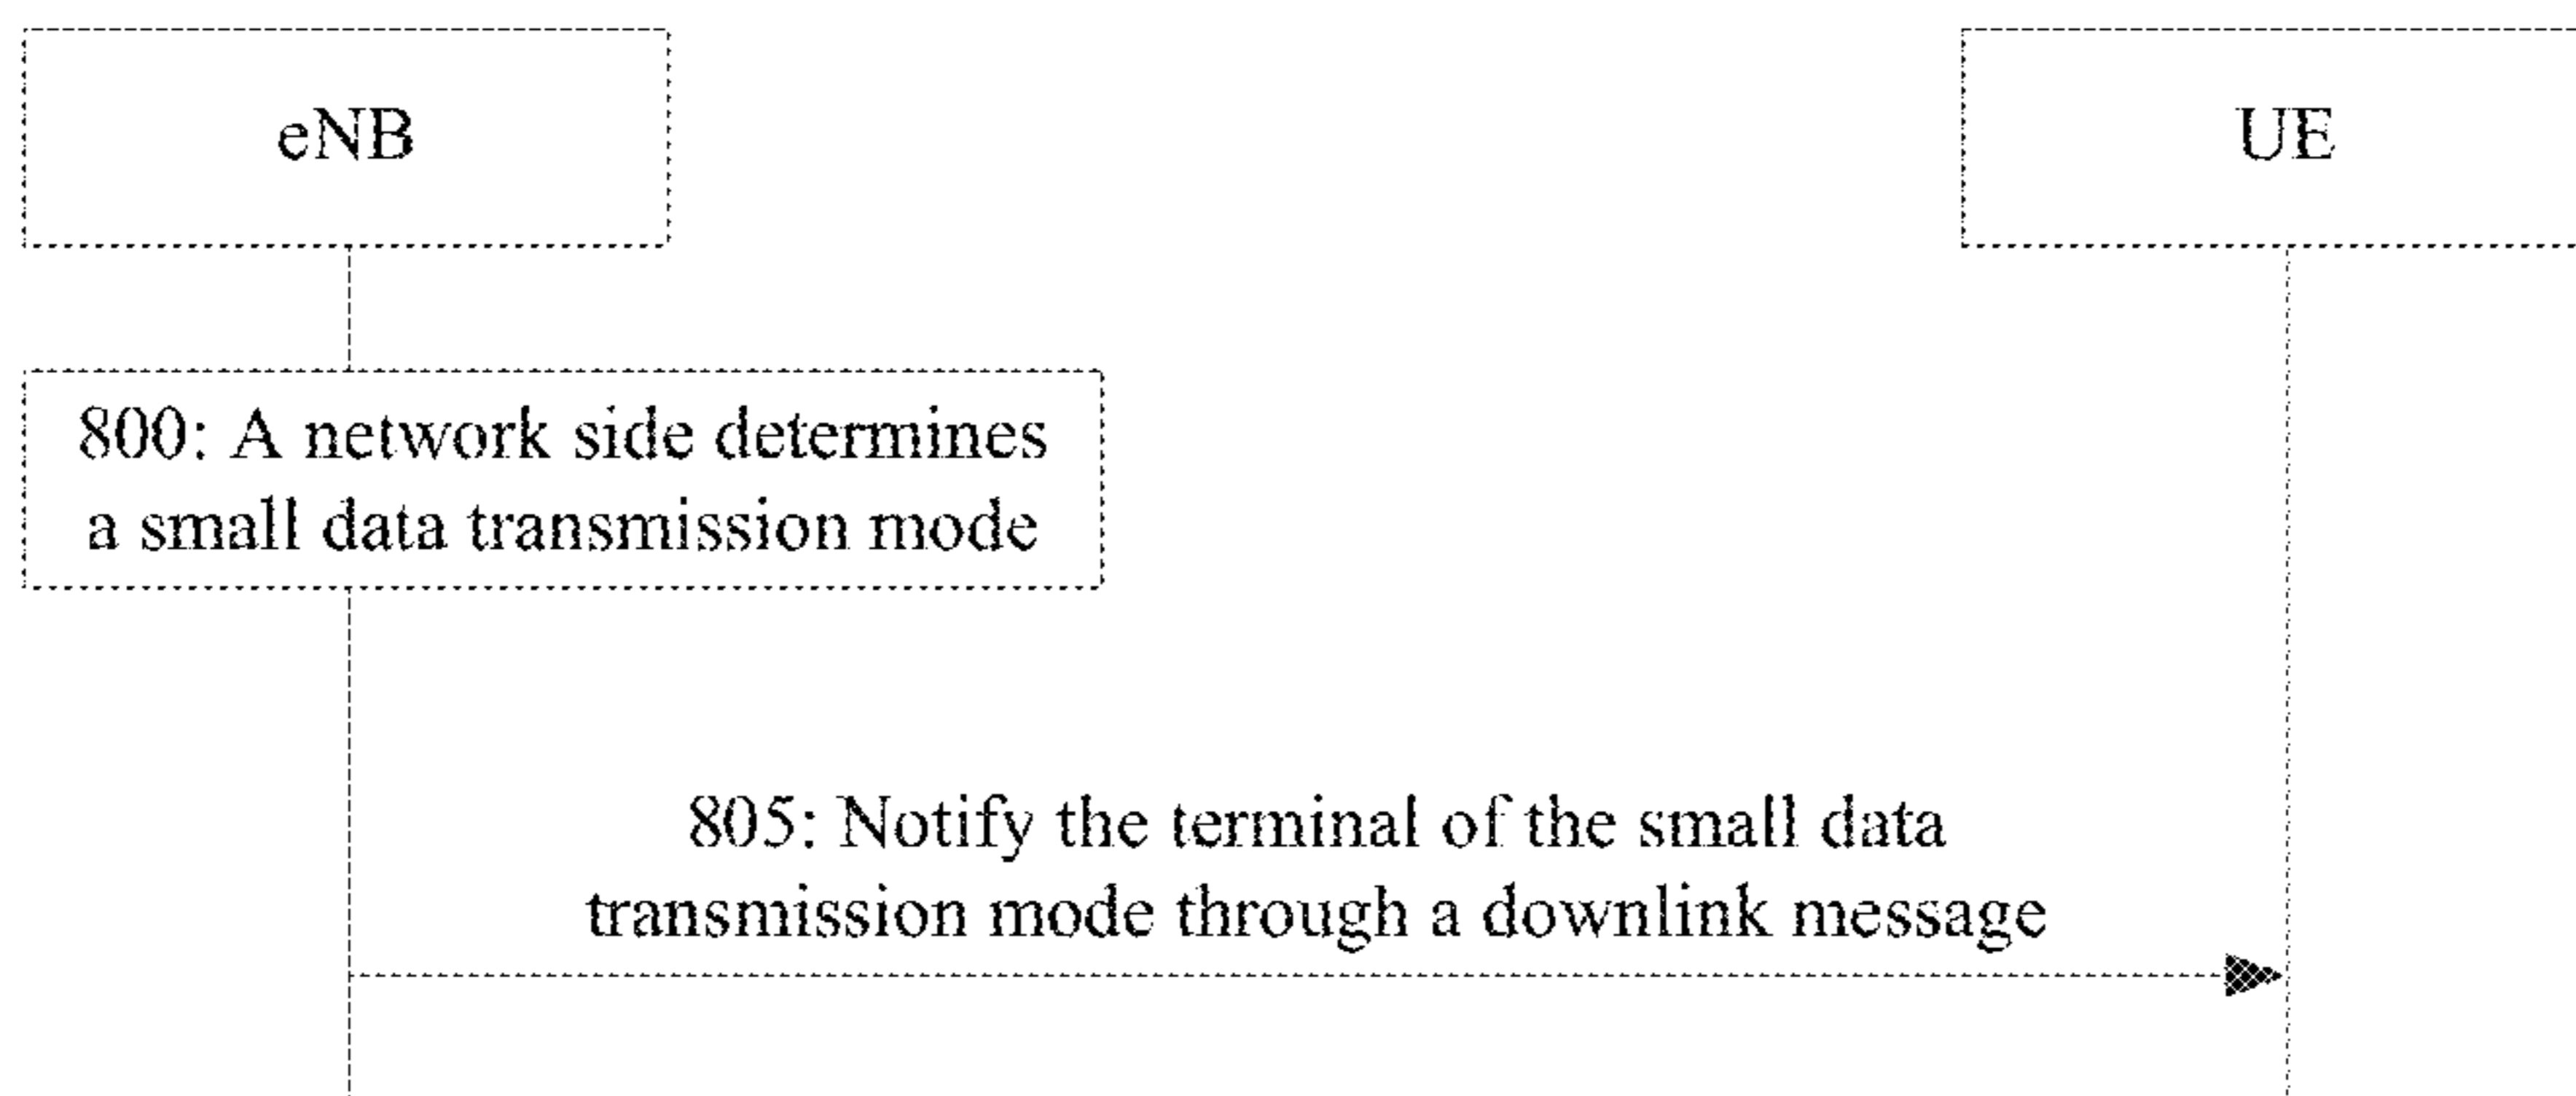 eNB
UE
800: A network side determines
a small data transmission mode
805: Notify the terminal of the small data
transmission mode through a downlink message